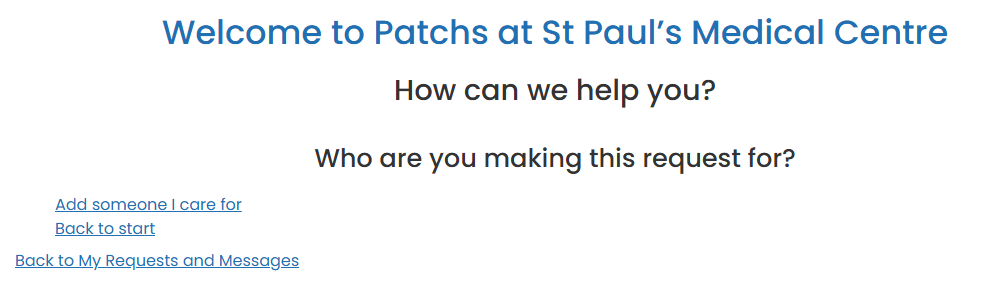 Welcome to Patchs at St Paul’s Medical Centre
How can we help you?
Who are you making this request for?
Add someone I care for
Back to start
Back to My Requests and Messages